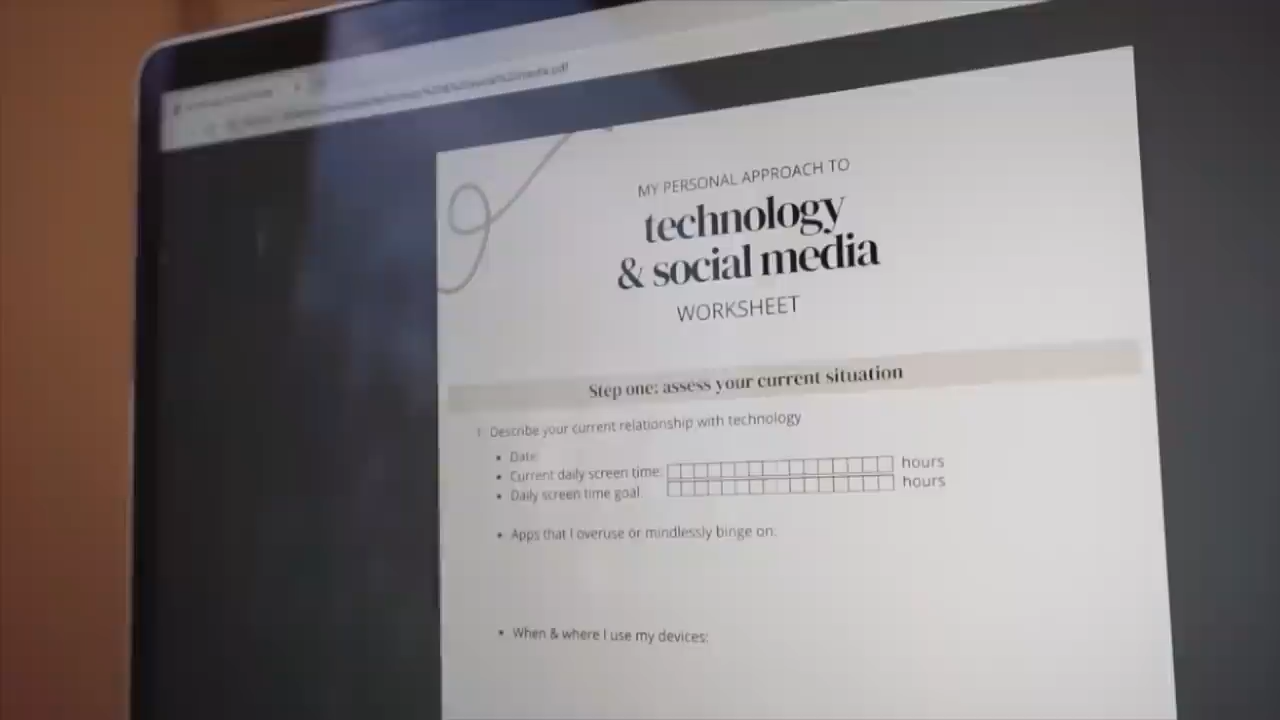 MY PERSONAL APPROACH TO
technology
& social media
WORKSHEET
Step one: assess your current situation
1. Describe your current relationship with technology
• Date:
• Current daily screen time: hours
• Daily screen time goal: hours
• Apps that I overuse or mindlessly binge on:
• When & where I use my devices: